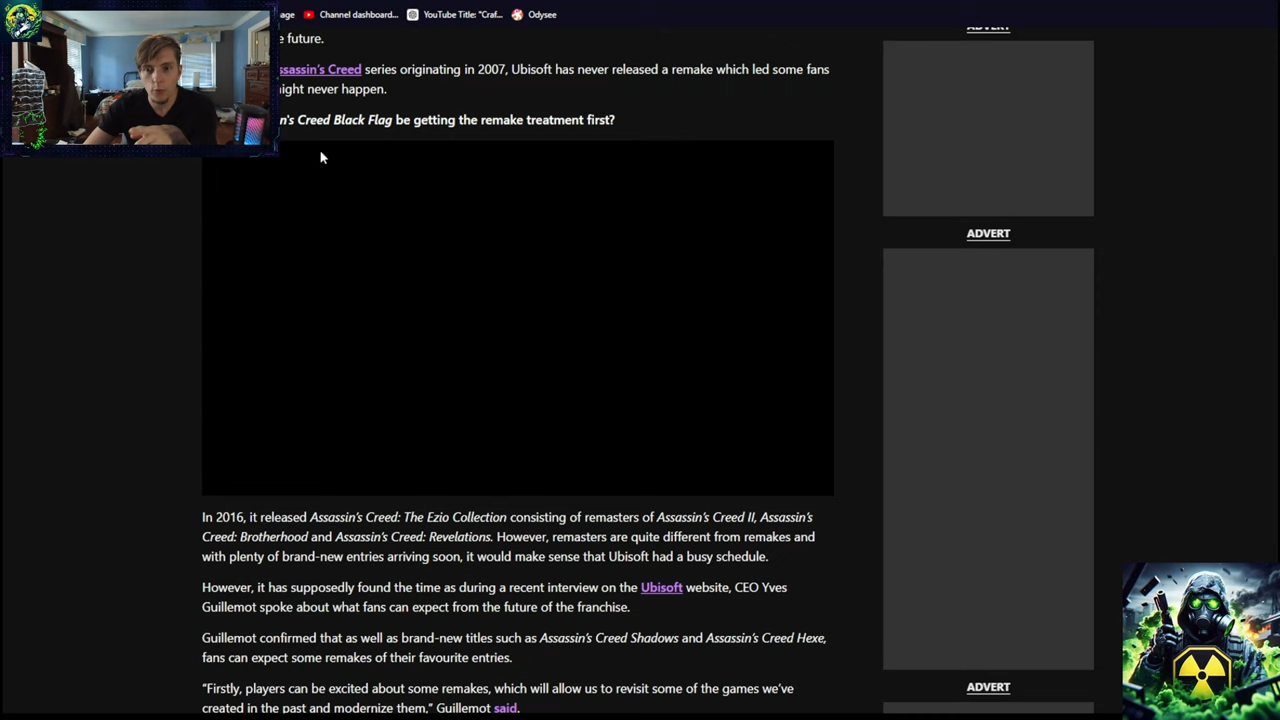 age Channel dashboard... YouTube Title: "Craf... Odysee
e future.
ssassin's Creed series originating in 2007, Ubisoft has never released a remake which led some fans
ight never happen.
n's Creed Black Flag be getting the remake treatment first?
ADVERT
ADVERT
In 2016, it released Assassin's Creed: The Ezio Collection consisting of remasters of Assassin's Creed II, Assassin's
Creed: Brotherhood and Assassin's Creed: Revelations. However, remasters are quite different from remakes and
with plenty of brand-new entries arriving soon, it would make sense that Ubisoft had a busy schedule.
However, it has supposedly found the time as during a recent interview on the Ubisoft website, CEO Yves
Guillemot spoke about what fans can expect from the future of the franchise.
Guillemot confirmed that as well as brand-new titles such as Assassin's Creed Shadows and Assassin's Creed Hexe,
fans can expect some remakes of their favourite entries.
"Firstly, players can be excited about some remakes, which will allow us to revisit some of the games we've
created in the past and modernize them," Guillemot said.
ADVERT